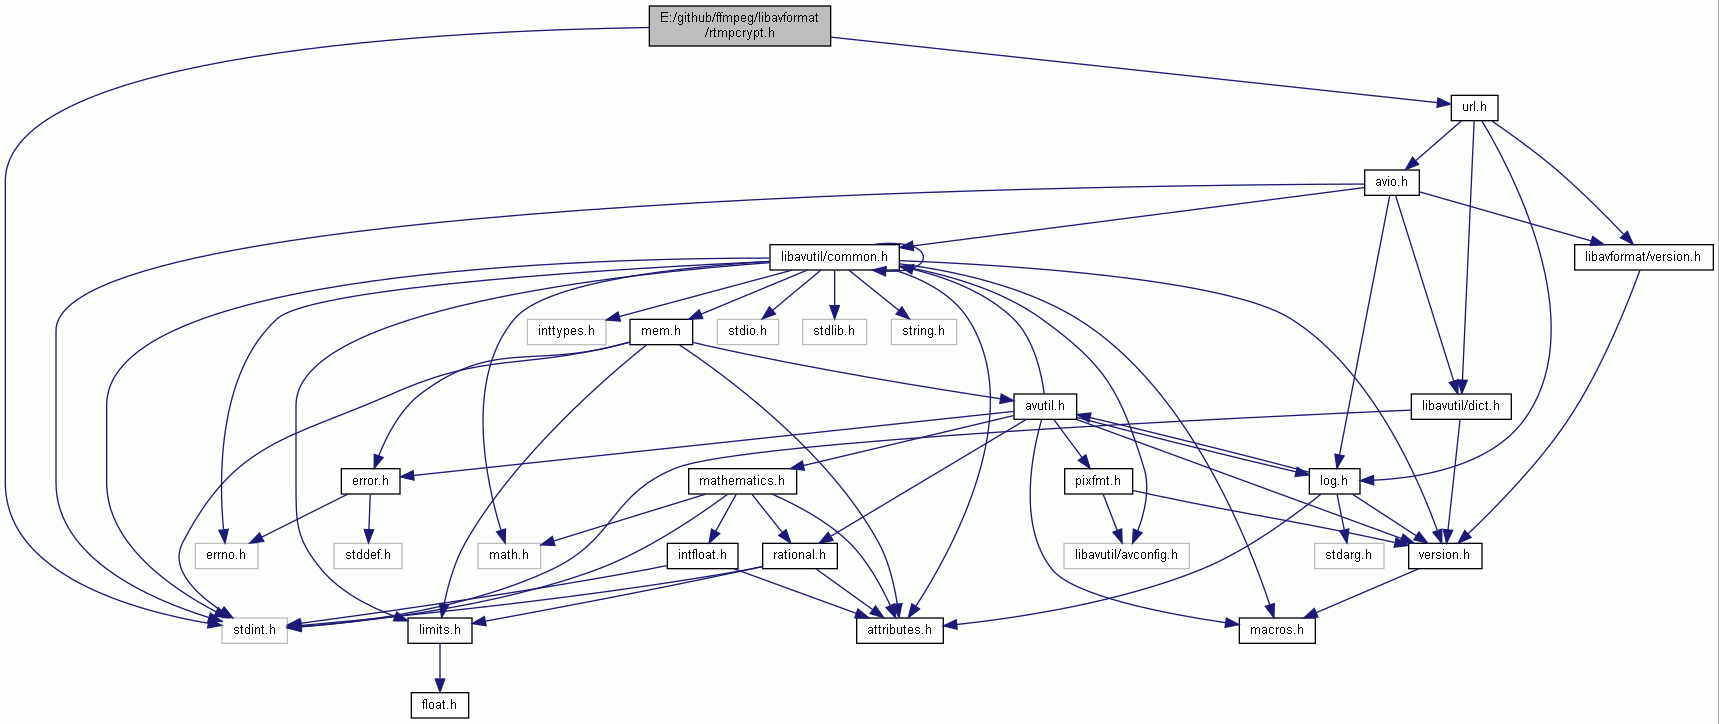 E:/github/ffmpeg/libavformat
/rtmpcrypt.h
url.h
avio.h
libavutil/common.h
libavformat/version.h
inttypes.h
mem.h
stdio.h
stdlib.h
string.h
avutil.h
libavutil/dict.h
error.h
mathematics.h
pixfmt.h
log.h
errno.h
stddef.h
math.h
intfloat.h
rational.h
libavutil/avconfig.h
stdarg.h
version.h
stdint.h
limits.h
attributes.h
macros.h
float.h